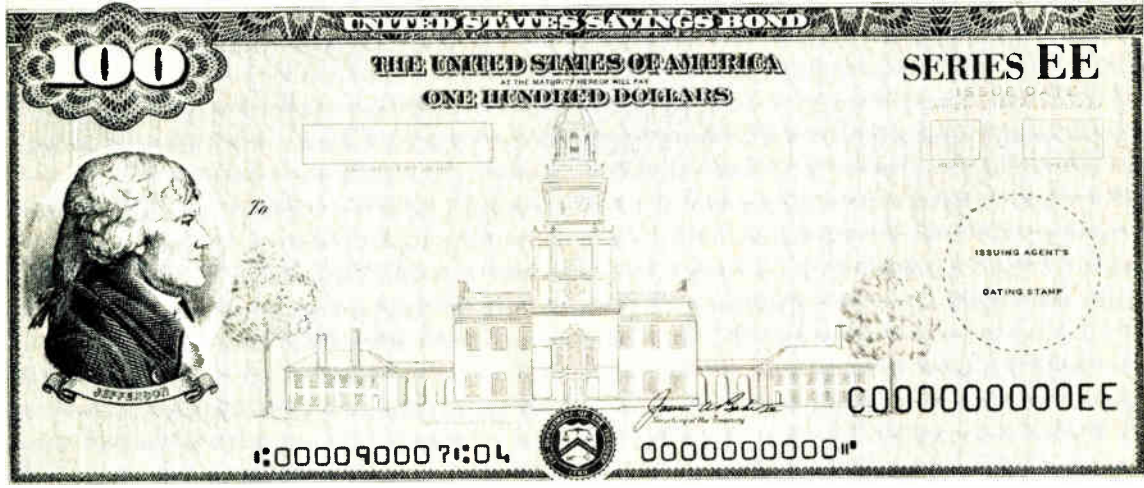 UNITED STATES SAVINGS BOND
100
THE UNITED STATES OF AMERICA
AT THE MATURITY HEREOF WILL PAY
ONE HUNDRED DOLLARS
SERIES EE
ISSUE DATE
To
ISSUING AGENT'S
DATING STAMP
JEFFERSON
Secretary of the Treasury
C000000000EE
⑆000090007⑆04
0000000000⑈